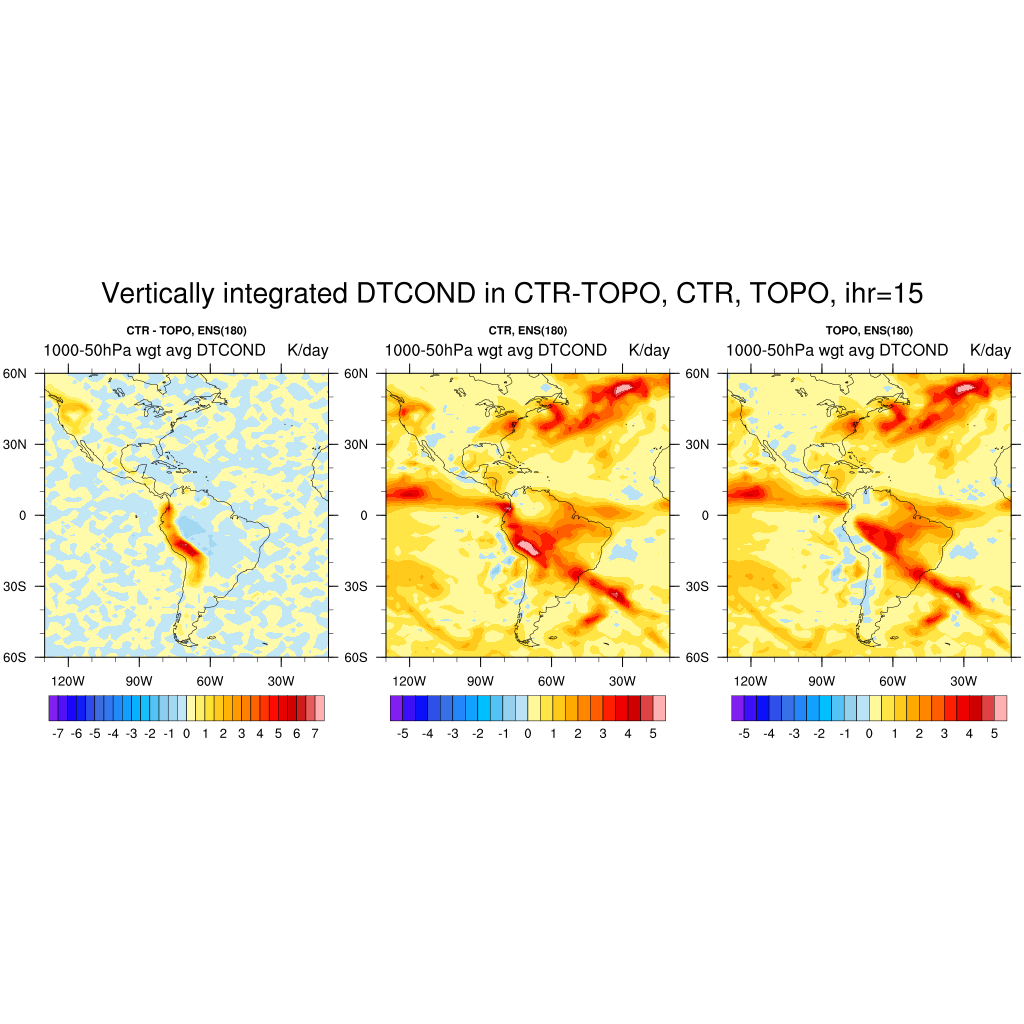 Vertically integrated DTCOND in CTR-TOPO, CTR, TOPO, ihr=15
CTR - TOPO, ENS(180)
1000-50hPa wgt avg DTCOND K/day
60N
30N
0
30S
60S
120W 90W 60W 30W
-7 -6 -5 -4 -3 -2 -1 0 1 2 3 4 5 6 7
CTR, ENS(180)
1000-50hPa wgt avg DTCOND K/day
60N
30N
0
30S
60S
120W 90W 60W 30W
-5 -4 -3 -2 -1 0 1 2 3 4 5
TOPO, ENS(180)
1000-50hPa wgt avg DTCOND K/day
60N
30N
0
30S
60S
120W 90W 60W 30W
-5 -4 -3 -2 -1 0 1 2 3 4 5